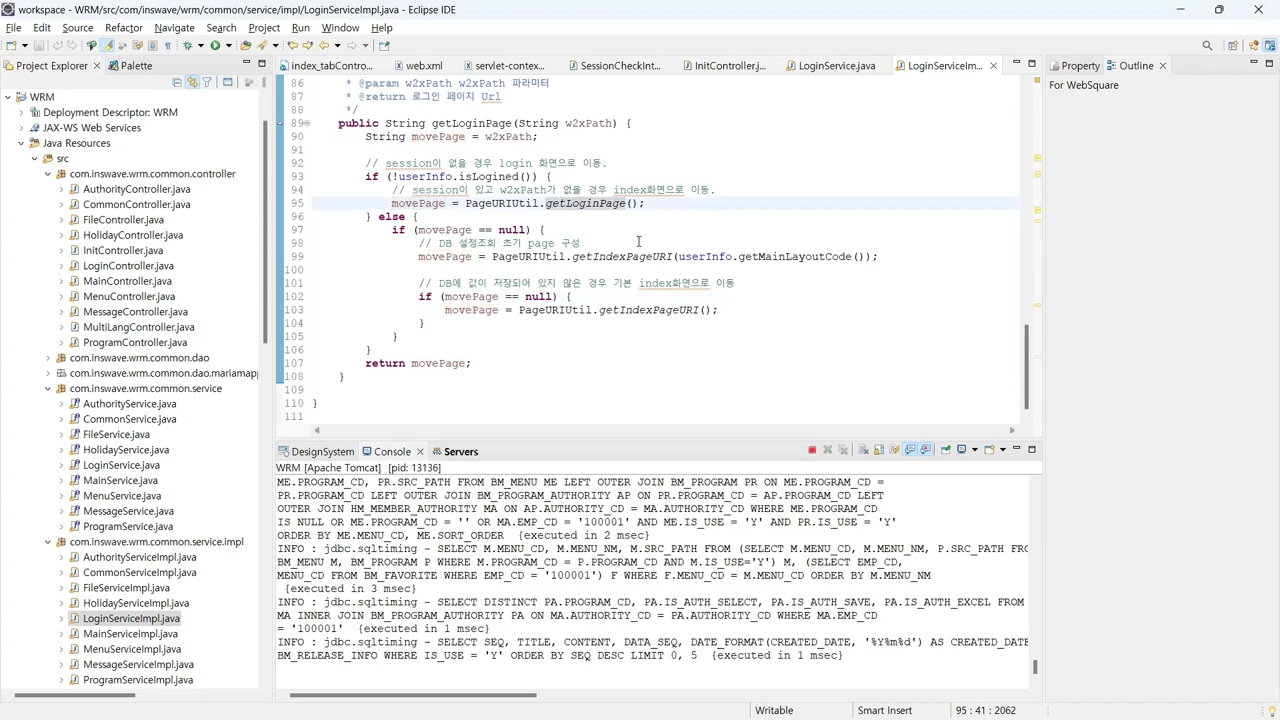 workspace - WRM/src/com/inswave/wrm/common/service/impl/LoginServiceImpl.java - Eclipse IDE
File Edit Source Refactor Navigate Search Project Run Window Help
Project Explorer
Palette
index_tabContro...
web.xml
servlet-contex...
SessionCheckInt...
InitController.j...
LoginService.java
LoginServiceIm...
Property
Outline
For WebSquare
WRM
Deployment Descriptor: WRM
JAX-WS Web Services
Java Resources
src
com.inswave.wrm.common.controller
AuthorityController.java
CommonController.java
FileController.java
HolidayController.java
InitController.java
LoginController.java
MainController.java
MenuController.java
MessageController.java
MultiLangController.java
ProgramController.java
com.inswave.wrm.common.dao
com.inswave.wrm.common.dao.mariamapp
com.inswave.wrm.common.service
AuthorityService.java
CommonService.java
FileService.java
HolidayService.java
LoginService.java
MainService.java
MenuService.java
MessageService.java
ProgramService.java
com.inswave.wrm.common.service.impl
AuthorityServiceImpl.java
CommonServiceImpl.java
FileServiceImpl.java
HolidayServiceImpl.java
LoginServiceImpl.java
MainServiceImpl.java
MenuServiceImpl.java
MessageServiceImpl.java
ProgramServiceImpl.java
86 * @param w2xPath w2xPath 파라미터
87 * @return 로그인 페이지 Url
88 */
89 public String getLoginPage(String w2xPath) {
90 String movePage = w2xPath;
91
92 // session이 없을 경우 login 화면으로 이동.
93 if (!userInfo.isLogined()) {
94 // session이 있고 w2xPath가 없을 경우 index화면으로 이동.
95 movePage = PageURIUtil.getLoginPage();
96 } else {
97 if (movePage == null) {
98 // DB 설정조회 초기 page 구성
99 movePage = PageURIUtil.getIndexPageURI(userInfo.getMainLayoutCode());
100
101 // DB에 값이 저장되어 있지 않은 경우 기본 index화면으로 이동
102 if (movePage == null) {
103 movePage = PageURIUtil.getIndexPageURI();
104 }
105 }
106 }
107 return movePage;
108 }
109
110 }
111
DesignSystem Console Servers
WRM [Apache Tomcat] [pid: 13136]
ME.PROGRAM_CD, PR.SRC_PATH FROM BM_MENU ME LEFT OUTER JOIN BM_PROGRAM PR ON ME.PROGRAM_CD =
PR.PROGRAM_CD LEFT OUTER JOIN BM_PROGRAM_AUTHORITY AP ON PR.PROGRAM_CD = AP.PROGRAM_CD LEFT
OUTER JOIN HM_MEMBER_AUTHORITY MA ON AP.AUTHORITY_CD = MA.AUTHORITY_CD WHERE ME.PROGRAM_CD
IS NULL OR ME.PROGRAM_CD = '' OR MA.EMP_CD = '100001' AND ME.IS_USE = 'Y' AND PR.IS_USE = 'Y'
ORDER BY ME.MENU_CD, ME.SORT_ORDER {executed in 2 msec}
INFO : jdbc.sqltiming - SELECT M.MENU_CD, M.MENU_NM, M.SRC_PATH FROM (SELECT M.MENU_CD, M.MENU_NM, P.SRC_PATH FRO
BM_MENU M, BM_PROGRAM P WHERE M.PROGRAM_CD = P.PROGRAM_CD AND M.IS_USE='Y') M, (SELECT EMP_CD,
MENU_CD FROM BM_FAVORITE WHERE EMP_CD = '100001') F WHERE F.MENU_CD = M.MENU_CD ORDER BY M.MENU_NM
{executed in 3 msec}
INFO : jdbc.sqltiming - SELECT DISTINCT PA.PROGRAM_CD, PA.IS_AUTH_SELECT, PA.IS_AUTH_SAVE, PA.IS_AUTH_EXCEL FROM
MA INNER JOIN BM_PROGRAM_AUTHORITY PA ON MA.AUTHORITY_CD = PA.AUTHORITY_CD WHERE MA.EMP_CD
= '100001' {executed in 1 msec}
INFO : jdbc.sqltiming - SELECT SEQ, TITLE, CONTENT, DATA_SEQ, DATE_FORMAT(CREATED_DATE, '%Y%m%d') AS CREATED_DATE
BM_RELEASE_INFO WHERE IS_USE = 'Y' ORDER BY SEQ DESC LIMIT 0, 5 {executed in 1 msec}
Writable Smart Insert 95 : 41 : 2062